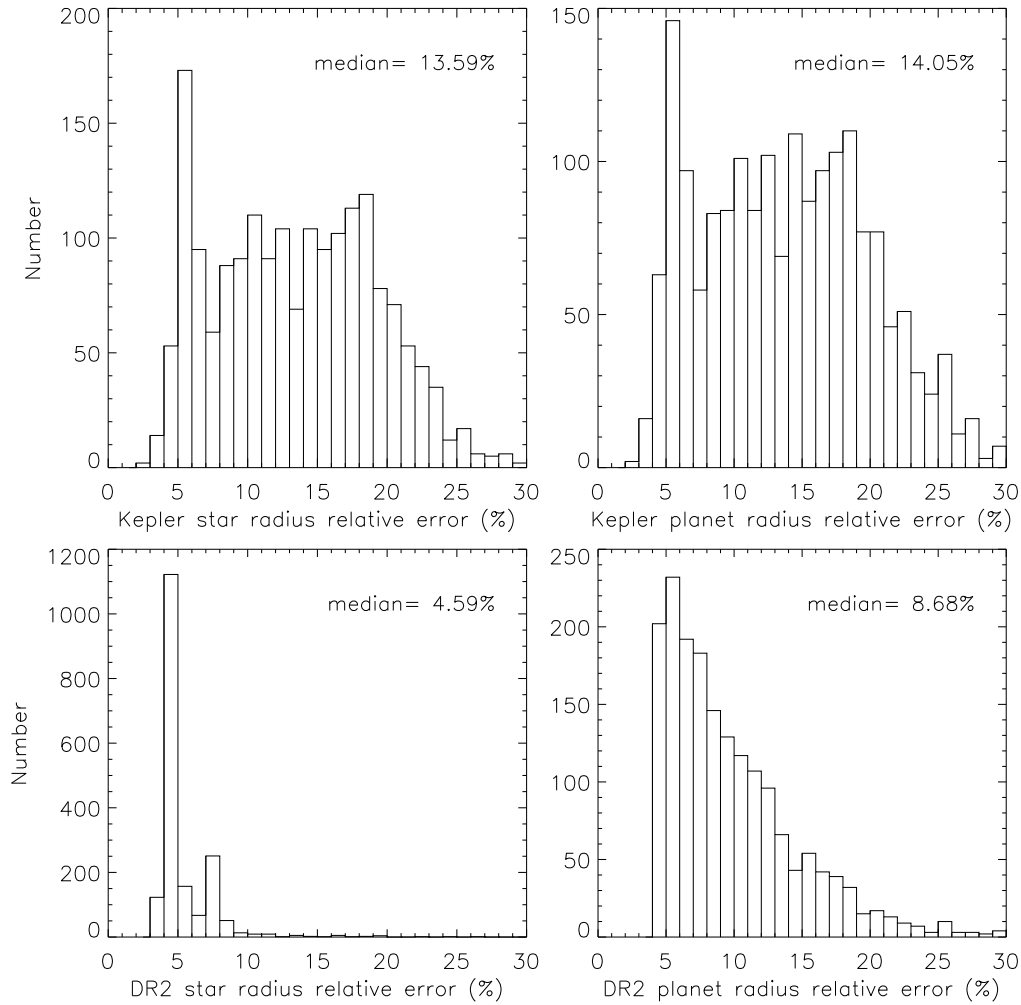 200
150
100
50
0
Number
median= 13.59%
0 5 10 15 20 25 30
Kepler star radius relative error (%)
150
100
50
0
median= 14.05%
0 5 10 15 20 25 30
Kepler planet radius relative error (%)
1200
1000
800
600
400
200
0
Number
median= 4.59%
0 5 10 15 20 25 30
DR2 star radius relative error (%)
250
200
150
100
50
0
median= 8.68%
0 5 10 15 20 25 30
DR2 planet radius relative error (%)